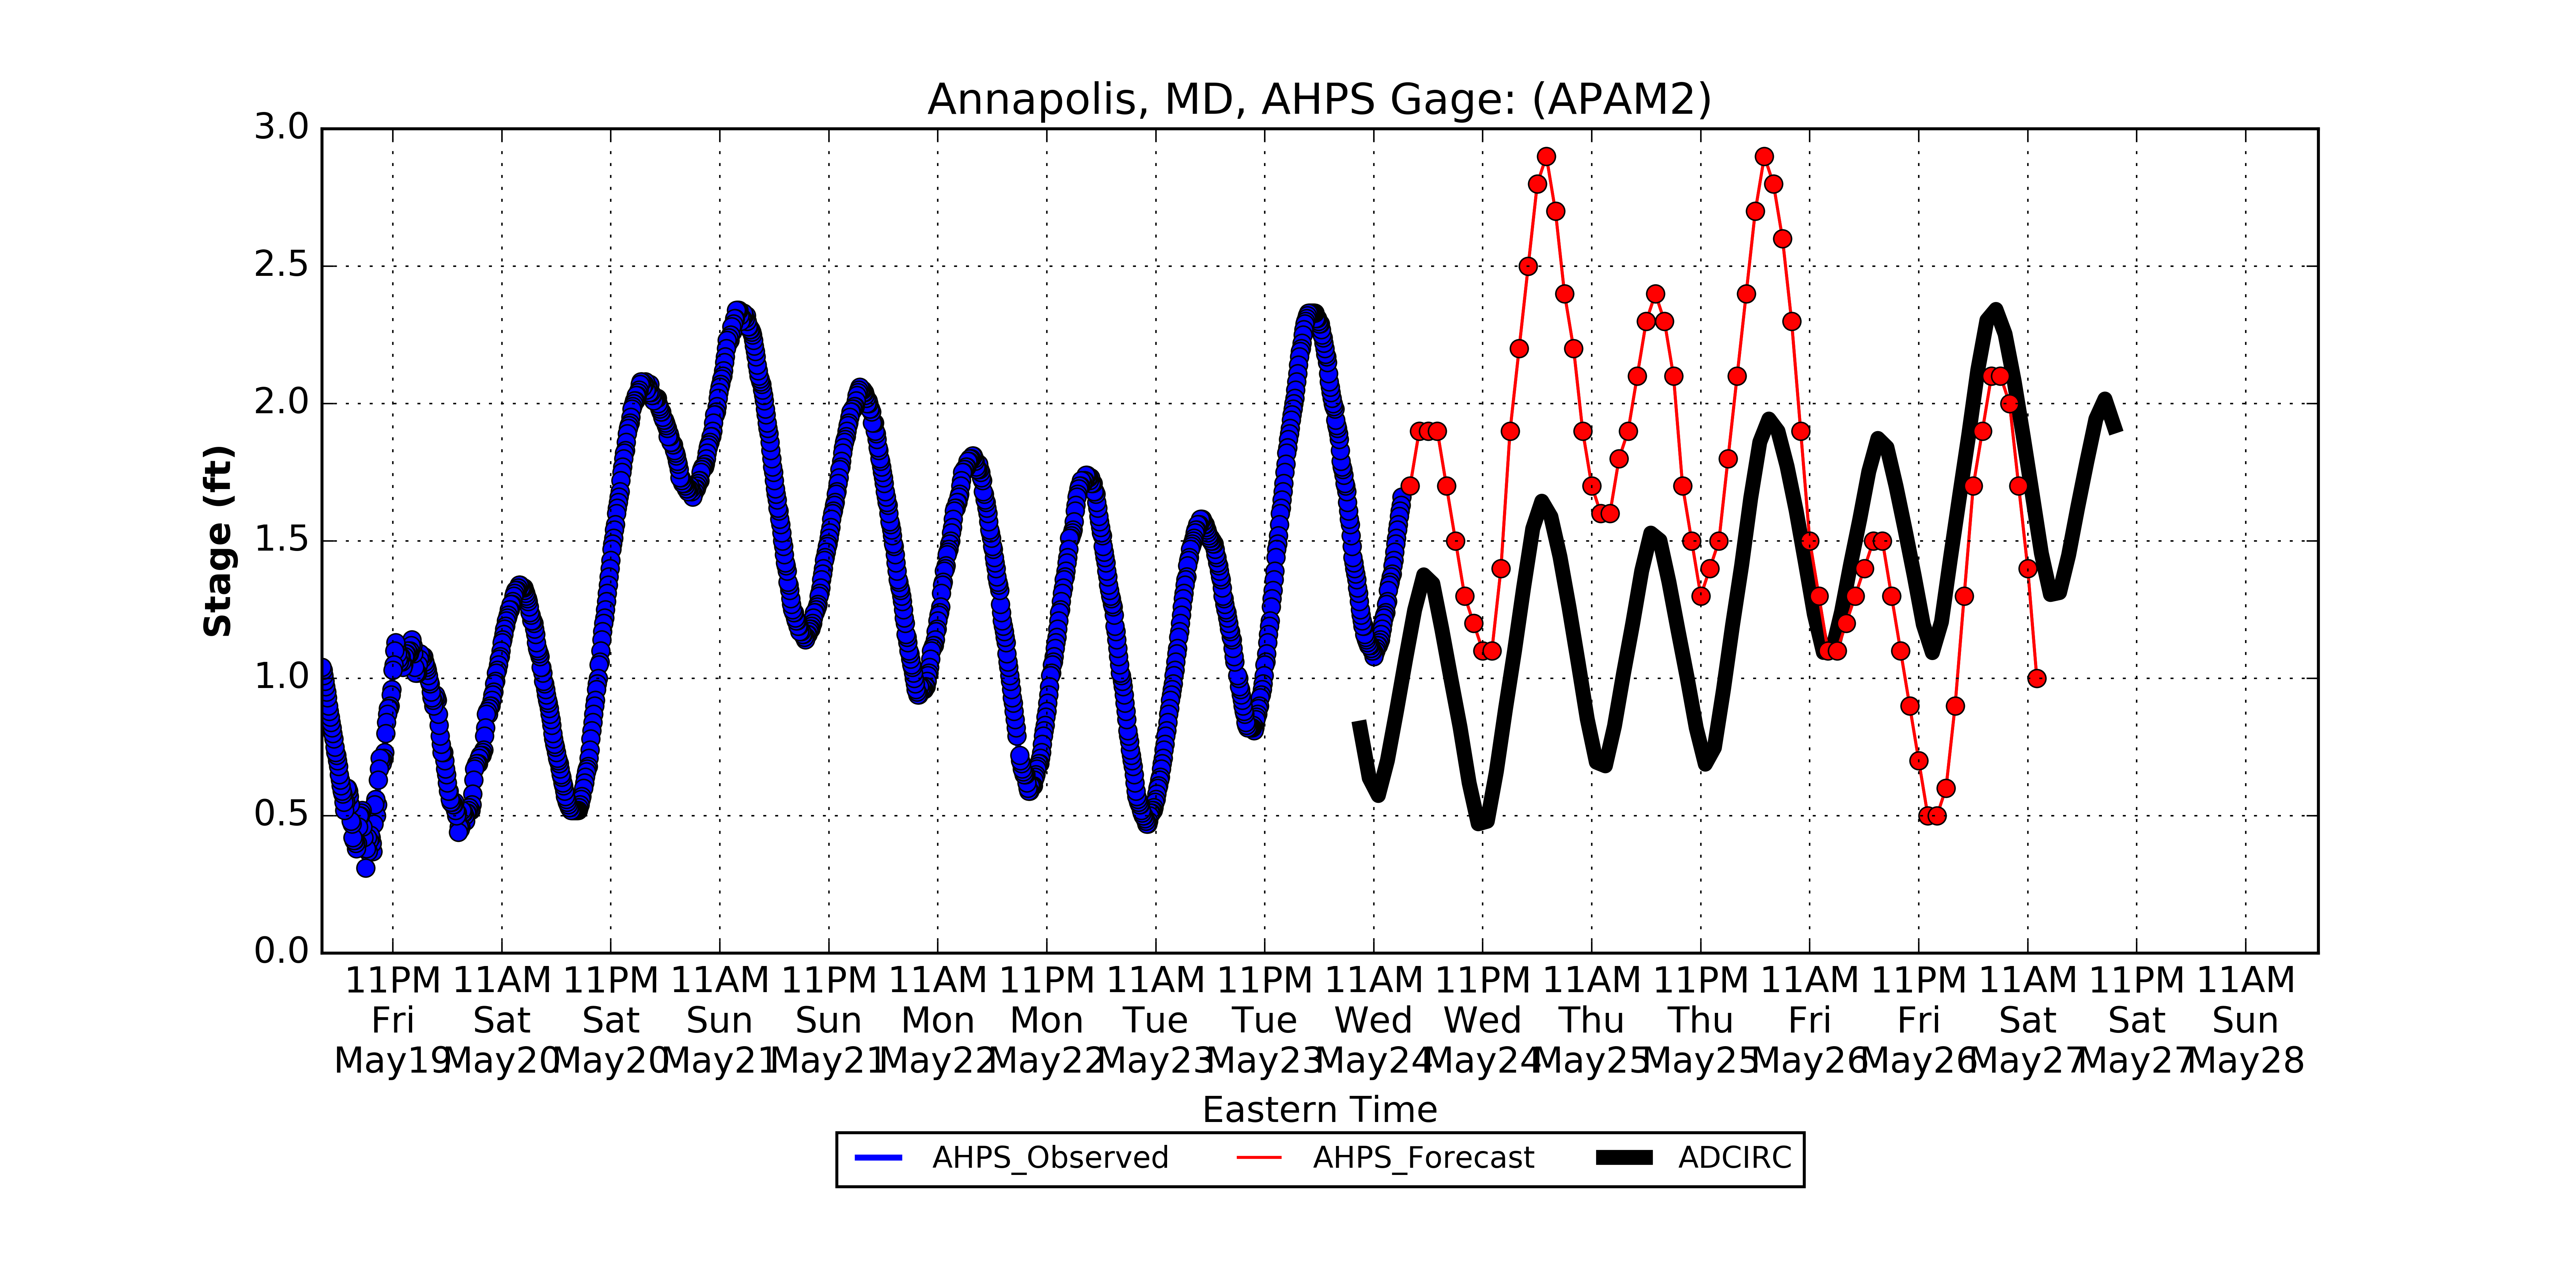 Annapolis, MD, AHPS Gage: (APAM2)
Stage (ft)
3.0
2.5
2.0
1.5
1.0
0.5
0.0
11PM 11AM 11PM 11AM 11PM 11AM 11PM 11AM 11PM 11AM 11PM 11AM 11PM 11AM 11PM 11AM 11PM 11AM
Fri Sat Sat Sun Sun Mon Mon Tue Tue Wed Wed Thu Thu Fri Fri Sat Sat Sun
May19 May20 May20 May21 May21 May22 May22 May23 May23 May24 May24 May25 May25 May26 May26 May27 May27 May28
Eastern Time
AHPS_Observed AHPS_Forecast ADCIRC